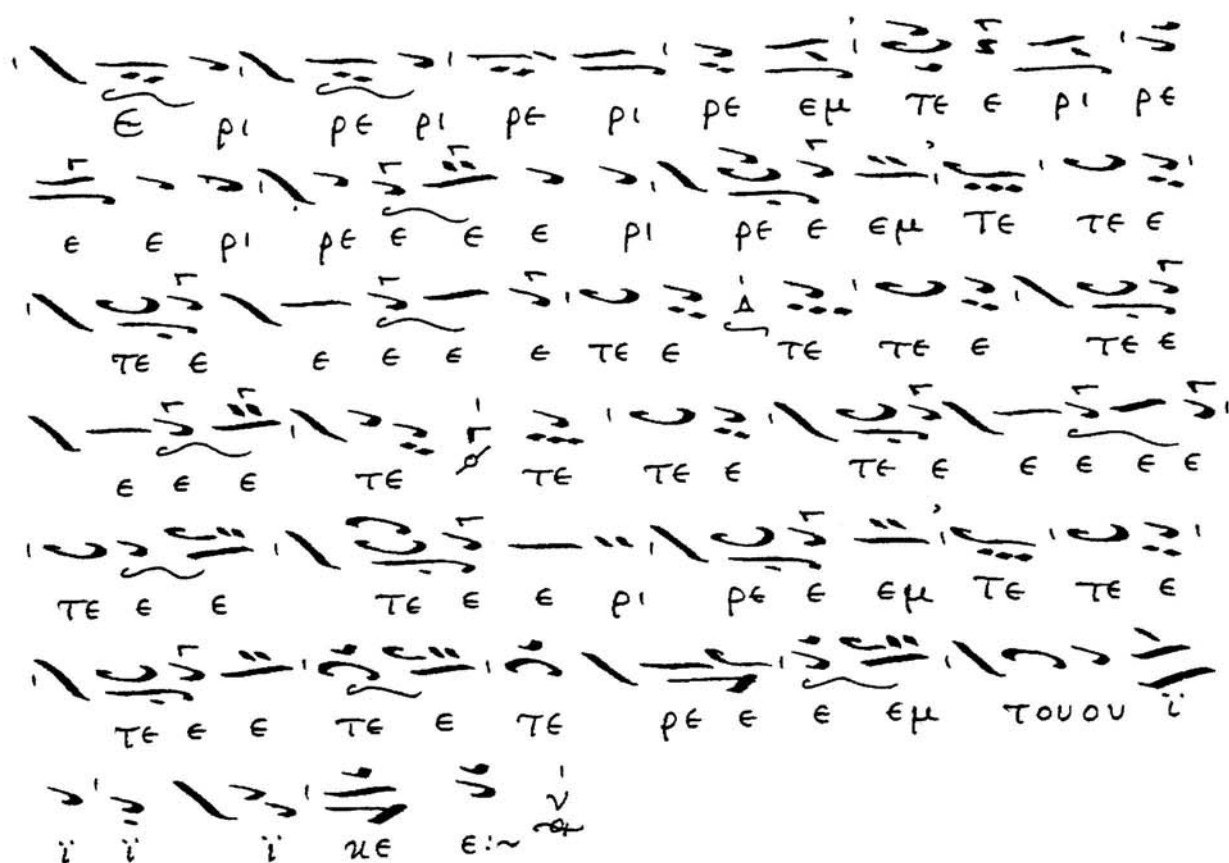 ϵ ρι ρϵ ρι ρϵ ρι ρϵ ϵμ τϵ ϵ ρι ρϵ
ϵ ϵ ρι ρϵ ϵ ϵ ϵ ρι ρϵ ϵ ϵμ τϵ τϵ ϵ
τϵ ϵ ϵ ϵ ϵ ϵ τϵ ϵ τϵ τϵ ϵ τϵ ϵ
ϵ ϵ ϵ τϵ τϵ τϵ ϵ τϵ ϵ ϵ ϵ ϵ ϵ
τϵ ϵ ϵ τϵ ϵ ϵ ρι ρϵ ϵ ϵμ τϵ τϵ ϵ
τϵ ϵ ϵ τϵ ϵ τϵ ρϵ ϵ ϵ ϵμ τουου ϊ
ϊ ϊ ϊ κϵ ϵ:~